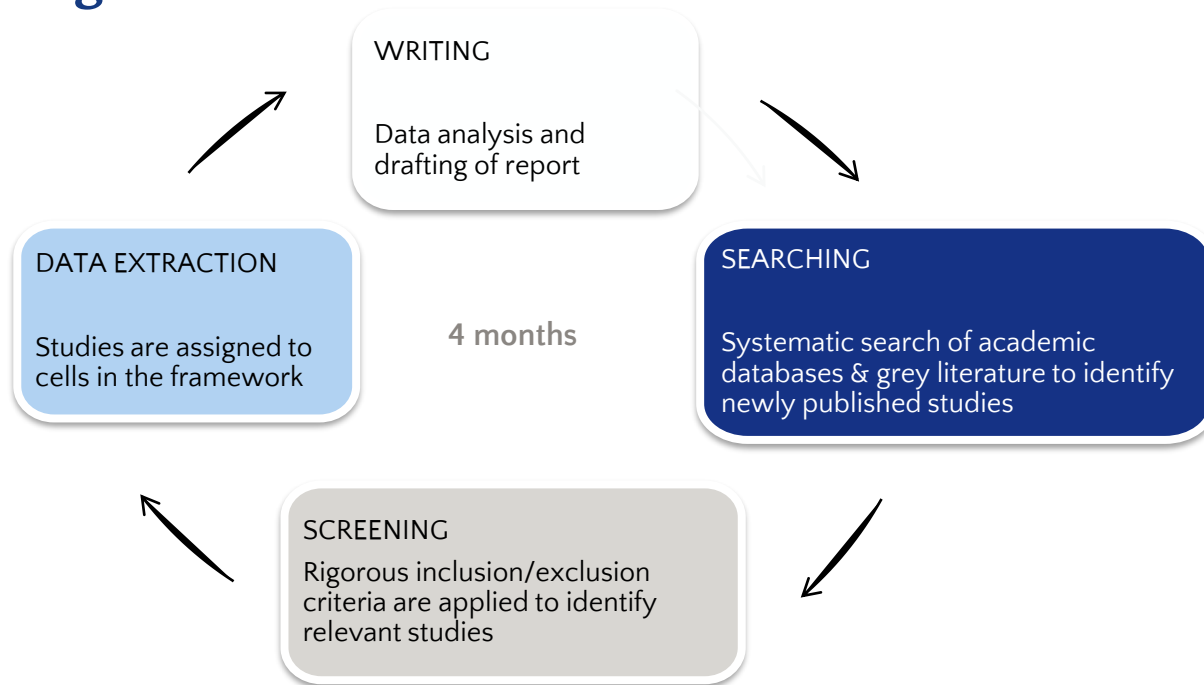 WRITING
Data analysis and
drafting of report
DATA EXTRACTION
Studies are assigned to
cells in the framework
4 months
SEARCHING
Systematic search of academic
databases & grey literature to identify
newly published studies
SCREENING
Rigorous inclusion/exclusion
criteria are applied to identify
relevant studies